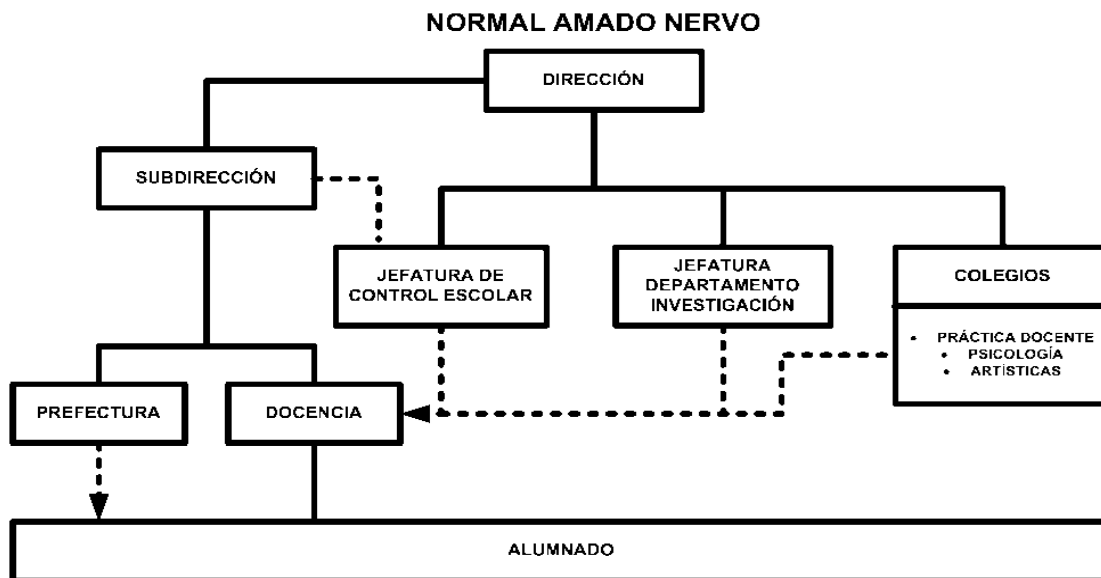 NORMAL AMADO NERVO
DIRECCIÓN
SUBDIRECCIÓN
JEFATURA DE
CONTROL ESCOLAR
JEFATURA
DEPARTAMENTO
INVESTIGACIÓN
COLEGIOS
• PRÁCTICA DOCENTE
• PSICOLOGÍA
• ARTÍSTICAS
PREFECTURA
DOCENCIA
ALUMNADO